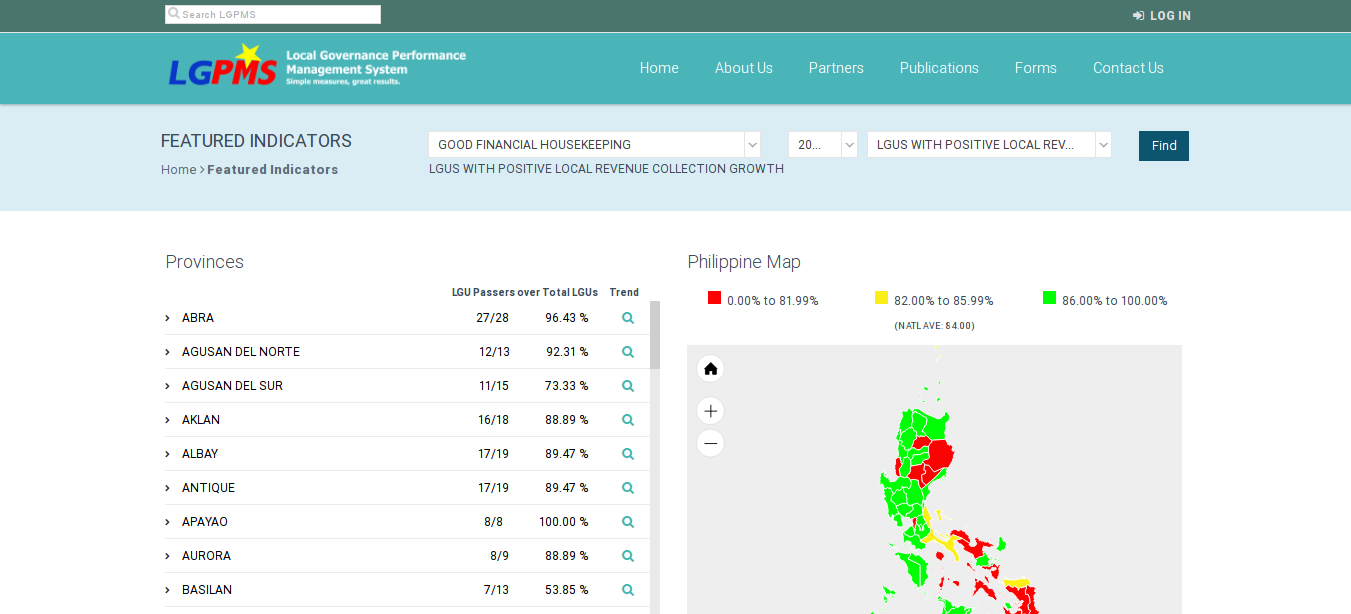 Search LGPMS
LOG IN
LGPMS
Local Governance Performance
Management System
Simple measures, great results.
Home
About Us
Partners
Publications
Forms
Contact Us
FEATURED INDICATORS
Home > Featured Indicators
GOOD FINANCIAL HOUSEKEEPING
20...
LGUS WITH POSITIVE LOCAL REV...
Find
LGUS WITH POSITIVE LOCAL REVENUE COLLECTION GROWTH
Provinces
LGU Passers over Total LGUs Trend
ABRA 27/28 96.43 %
AGUSAN DEL NORTE 12/13 92.31 %
AGUSAN DEL SUR 11/15 73.33 %
AKLAN 16/18 88.89 %
ALBAY 17/19 89.47 %
ANTIQUE 17/19 89.47 %
APAYAO 8/8 100.00 %
AURORA 8/9 88.89 %
BASILAN 7/13 53.85 %
Philippine Map
0.00% to 81.99%
82.00% to 85.99%
86.00% to 100.00%
(NATL AVE: 84.00)